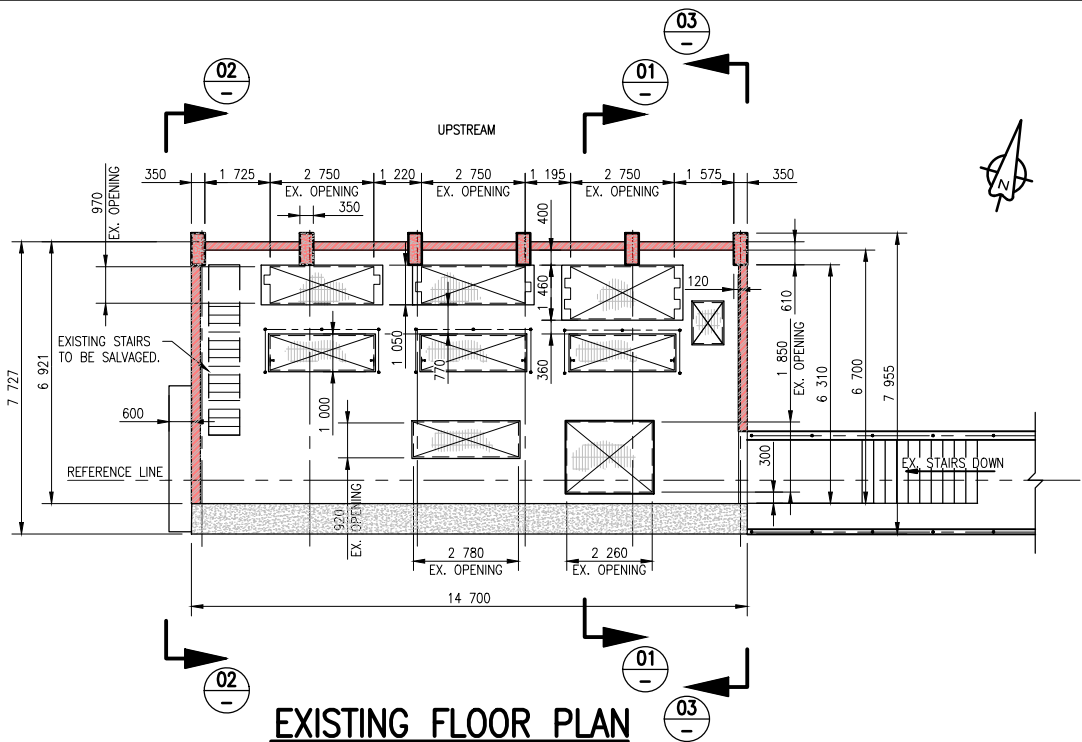 03
–
02
–
01
–
UPSTREAM
N
350
1 725
2 750
EX. OPENING
1 220
2 750
EX. OPENING
1 195
2 750
EX. OPENING
1 575
350
970
EX. OPENING
350
400
1 460
120
610
EXISTING STAIRS
TO BE SALVAGED.
1 050
770
360
1 850
EX. OPENING
6 310
6 700
7 955
7 727
6 921
600
1 000
300
REFERENCE LINE
EX. STAIRS DOWN
920
EX. OPENING
2 780
EX. OPENING
2 260
EX. OPENING
14 700
02
–
01
–
03
–
EXISTING FLOOR PLAN